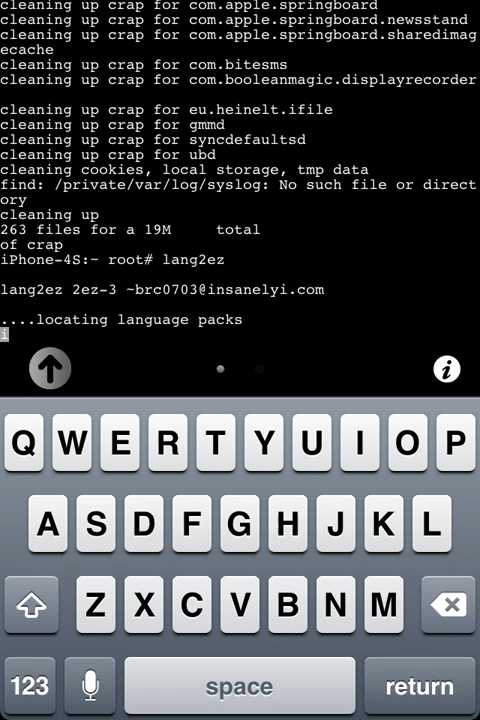 cleaning up crap for com.apple.springboard
cleaning up crap for com.apple.springboard.newsstand
cleaning up crap for com.apple.springboard.sharedimag
ecache
cleaning up crap for com.bitesms
cleaning up crap for com.booleanmagic.displayrecorder
cleaning up crap for eu.heinelt.ifile
cleaning up crap for gmmd
cleaning up crap for syncdefaultsd
cleaning up crap for ubd
cleaning cookies, local storage, tmp data
find: /private/var/log/syslog: No such file or direct
ory
cleaning up
263 files for a 19M total
of crap
iPhone-4S:~ root# lang2ez
lang2ez 2ez-3 ~brc0703@insanelyi.com
....locating language packs
i
i
Q W E R T Y U I O P
A S D F G H J K L
Z X C V B N M
123 space return